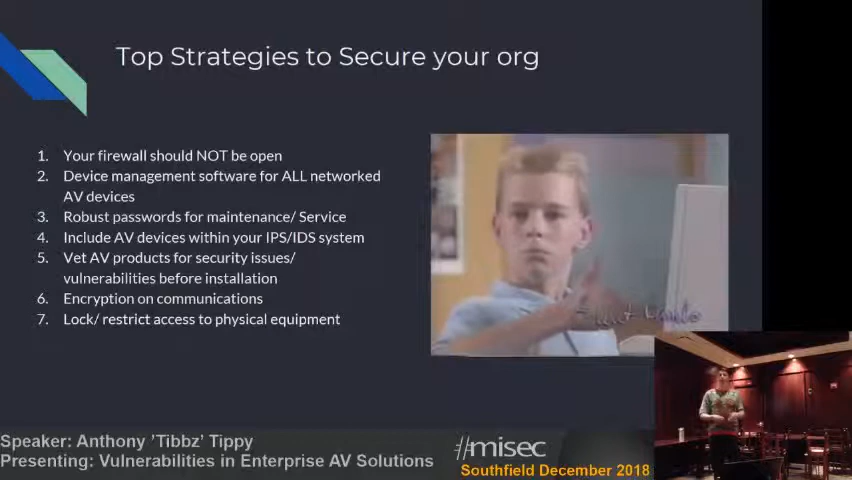 Top Strategies to Secure your org
1. Your firewall should NOT be open
2. Device management software for ALL networked
AV devices
3. Robust passwords for maintenance/ Service
4. Include AV devices within your IPS/IDS system
5. Vet AV products for security issues/
vulnerabilities before installation
6. Encryption on communications
7. Lock/ restrict access to physical equipment
Speaker: Anthony 'Tibbz' Tippy
Presenting: Vulnerabilities in Enterprise AV Solutions
#misec
Southfield December 2018